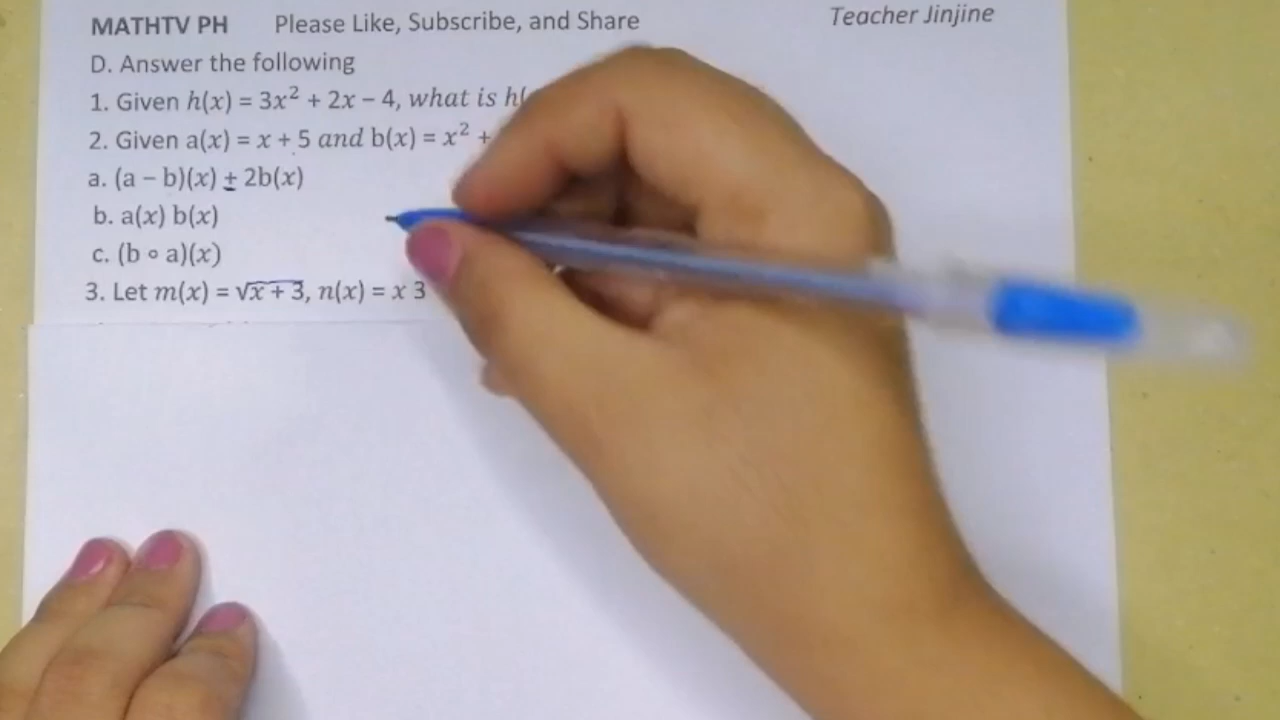 MATHTV PH Please Like, Subscribe, and Share Teacher Jinjine
D. Answer the following
1. Given h(x) = 3x² + 2x − 4, what is h(
2. Given a(x) = x + 5 and b(x) = x² +
a. (a − b)(x) + 2b(x)
b. a(x) b(x)
c. (b ∘ a)(x)
3. Let m(x) = √x + 3, n(x) = x 3